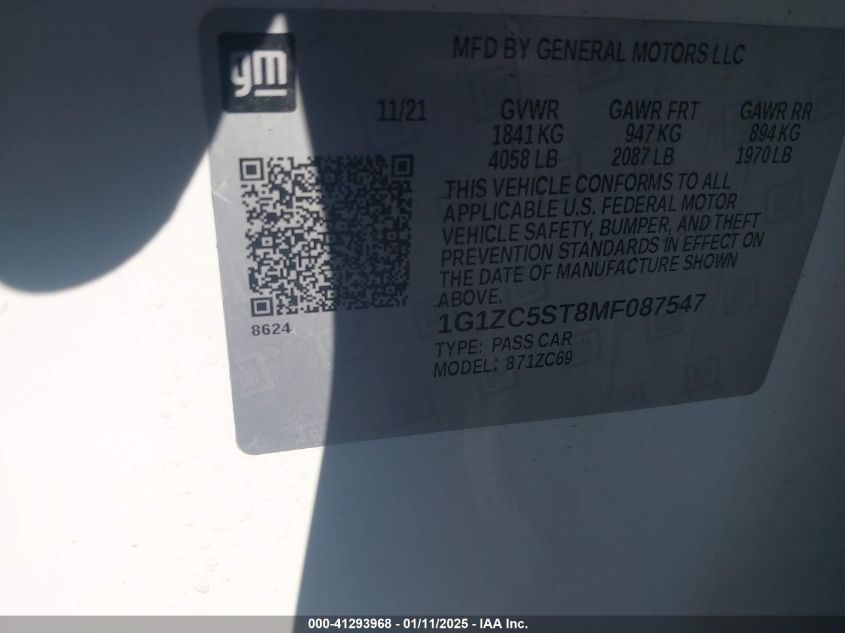 gm
MFD BY GENERAL MOTORS LLC
11/21 GVWR GAWR FRT GAWR RR
1841 KG 947 KG 894 KG
4058 LB 2087 LB 1970 LB
THIS VEHICLE CONFORMS TO ALL
APPLICABLE U.S. FEDERAL MOTOR
VEHICLE SAFETY, BUMPER, AND THEFT
PREVENTION STANDARDS IN EFFECT ON
THE DATE OF MANUFACTURE SHOWN
ABOVE.
8624
1G1ZC5ST8MF087547
TYPE: PASS CAR
MODEL: 871ZC69
000-41293968 - 01/11/2025 - IAA Inc.